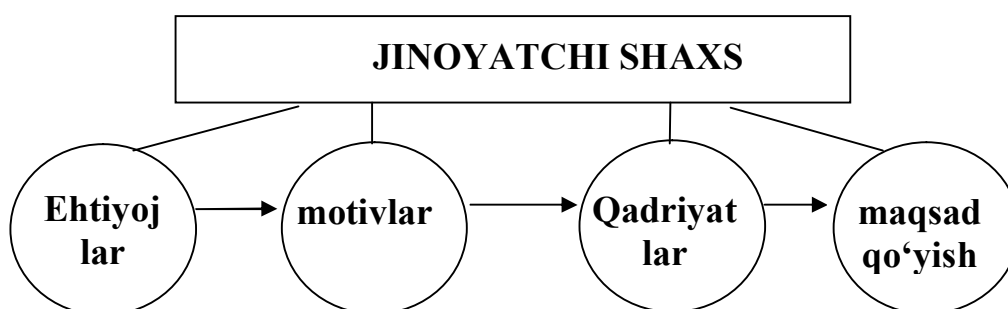 JINOYATCHI SHAXS
Ehtiyoj
lar
motivlar
Qadriyat
lar
maqsad
qo‘yish